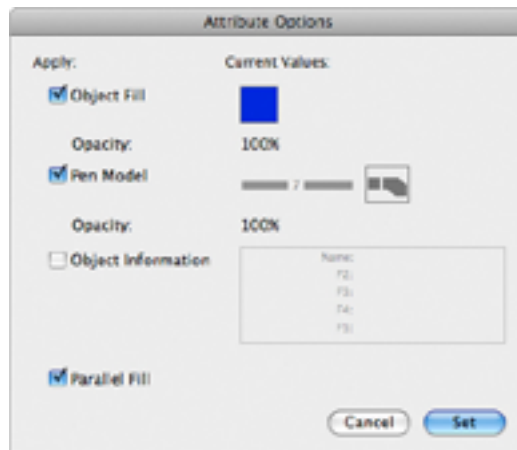 Attribute Options
Apply: Current Values:
Object Fill
Opacity: 100%
Pen Model
Opacity: 100%
Object Information
Name:
F2:
F3:
F4:
F5:
Parallel Fill
Cancel Set